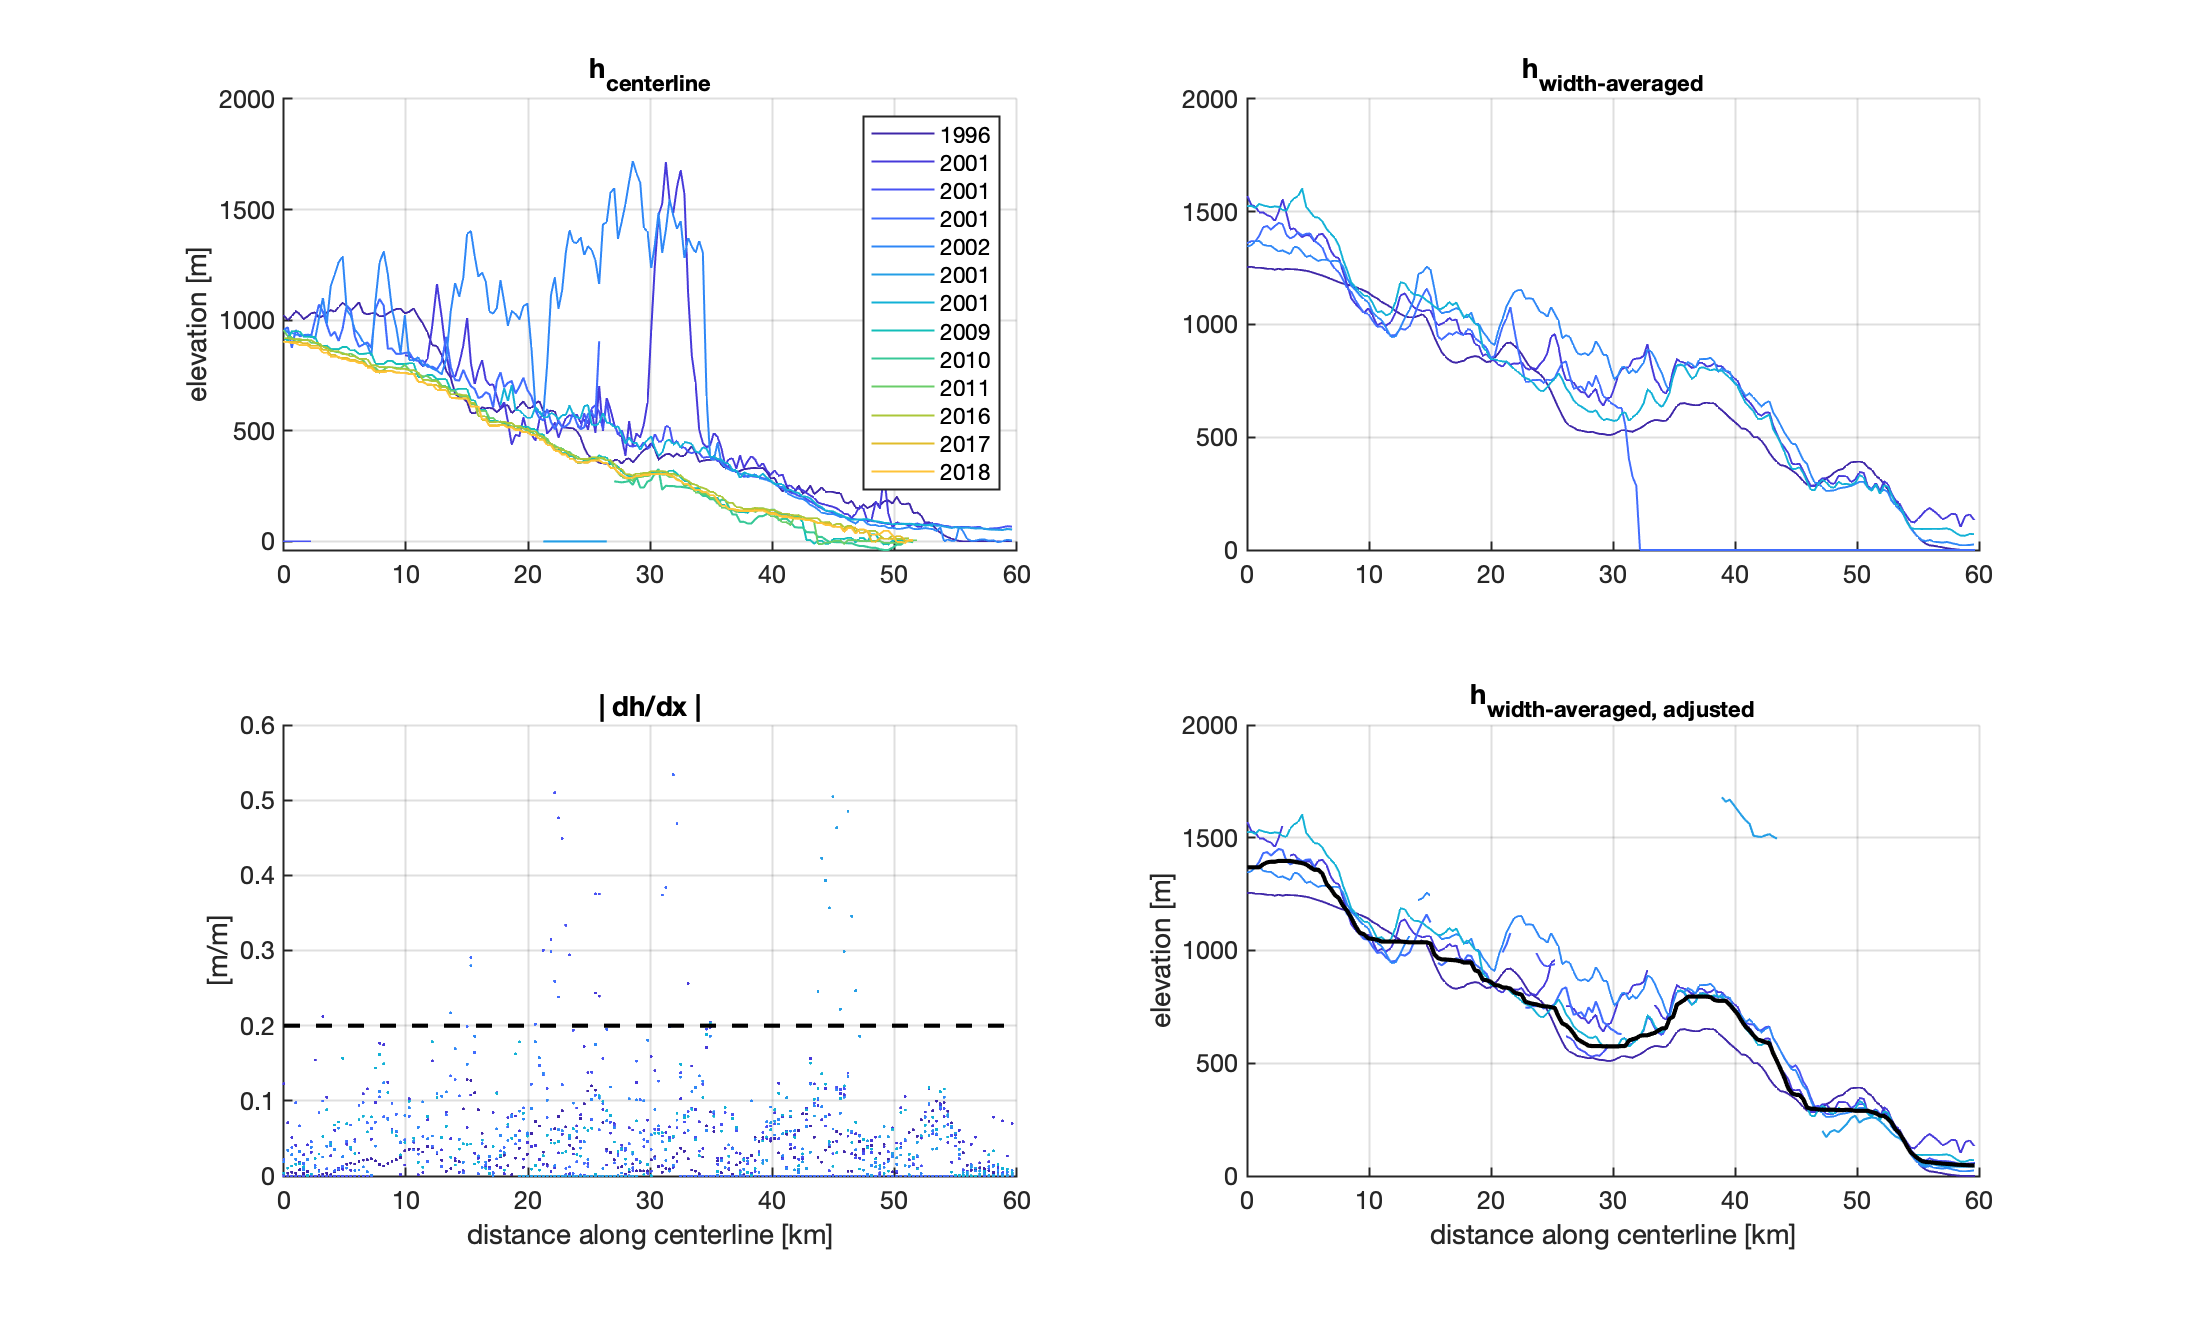 h_centerline
2000
1500
1000
500
0
elevation [m]
0 10 20 30 40 50 60
1996
2001
2001
2001
2002
2001
2001
2009
2010
2011
2016
2017
2018
h_width-averaged
2000
1500
1000
500
0
0 10 20 30 40 50 60
| dh/dx |
0.6
0.5
0.4
0.3
0.2
0.1
0
[m/m]
0 10 20 30 40 50 60
distance along centerline [km]
h_width-averaged, adjusted
2000
1500
1000
500
0
elevation [m]
0 10 20 30 40 50 60
distance along centerline [km]